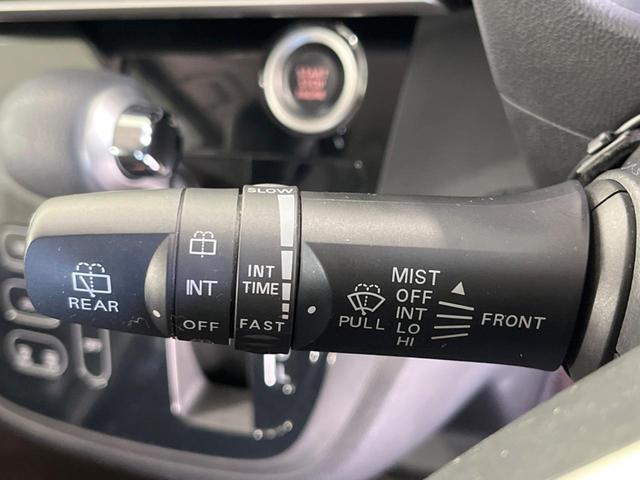 REAR
INT
OFF
SLOW
INT
TIME
FAST
PULL
MIST
OFF
INT
LO
HI
FRONT